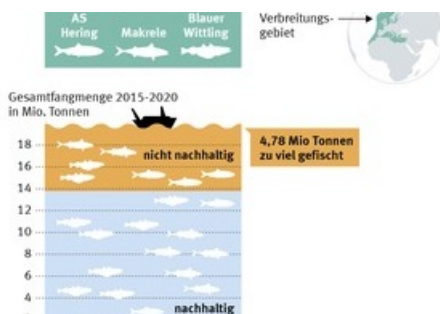 AS
Hering
Makrele
Blauer
Wittling
Verbreitungs-
gebiet
Gesamtfangmenge 2015-2020
in Mio. Tonnen
18
16
14
12
10
8
6
4
nicht nachhaltig
4,78 Mio Tonnen
zu viel gefischt
nachhaltig